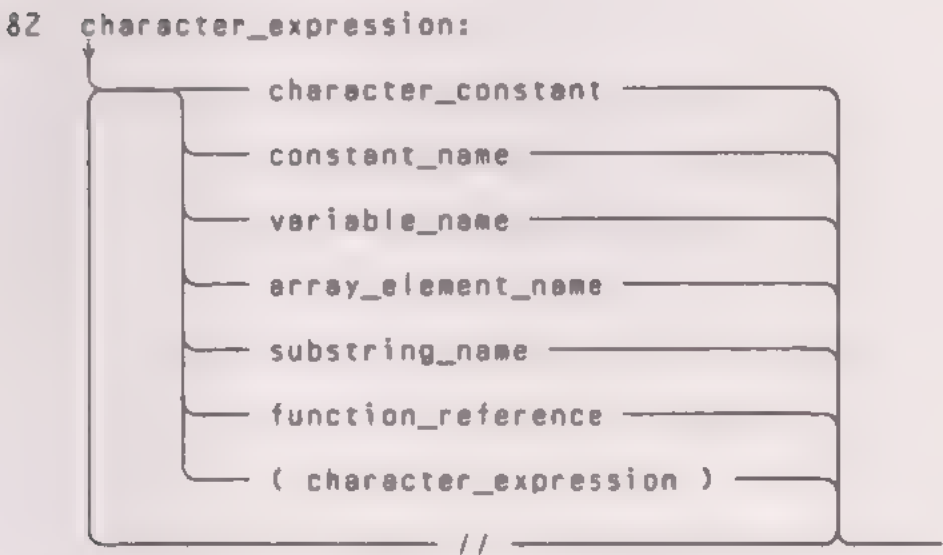 82 character_expression:
character_constant
constant_name
variable_name
array_element_name
substring_name
function_reference
( character_expression )
//